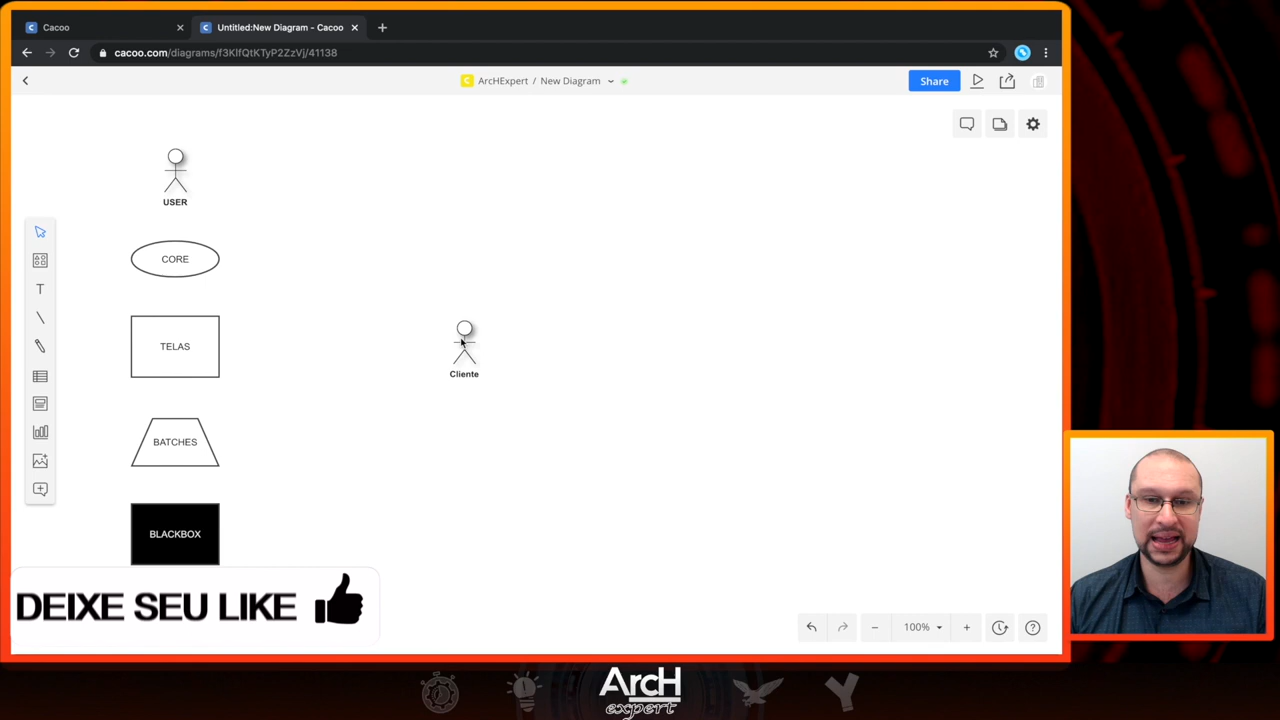 Cacoo
Untitled:New Diagram - Cacoo
cacoo.com/diagrams/f3KlfQtKTyP2ZzVj/41138
ArcHExpert / New Diagram
Share
USER
CORE
TELAS
Cliente
BATCHES
BLACKBOX
DEIXE SEU LIKE
100%
ArcH
expert